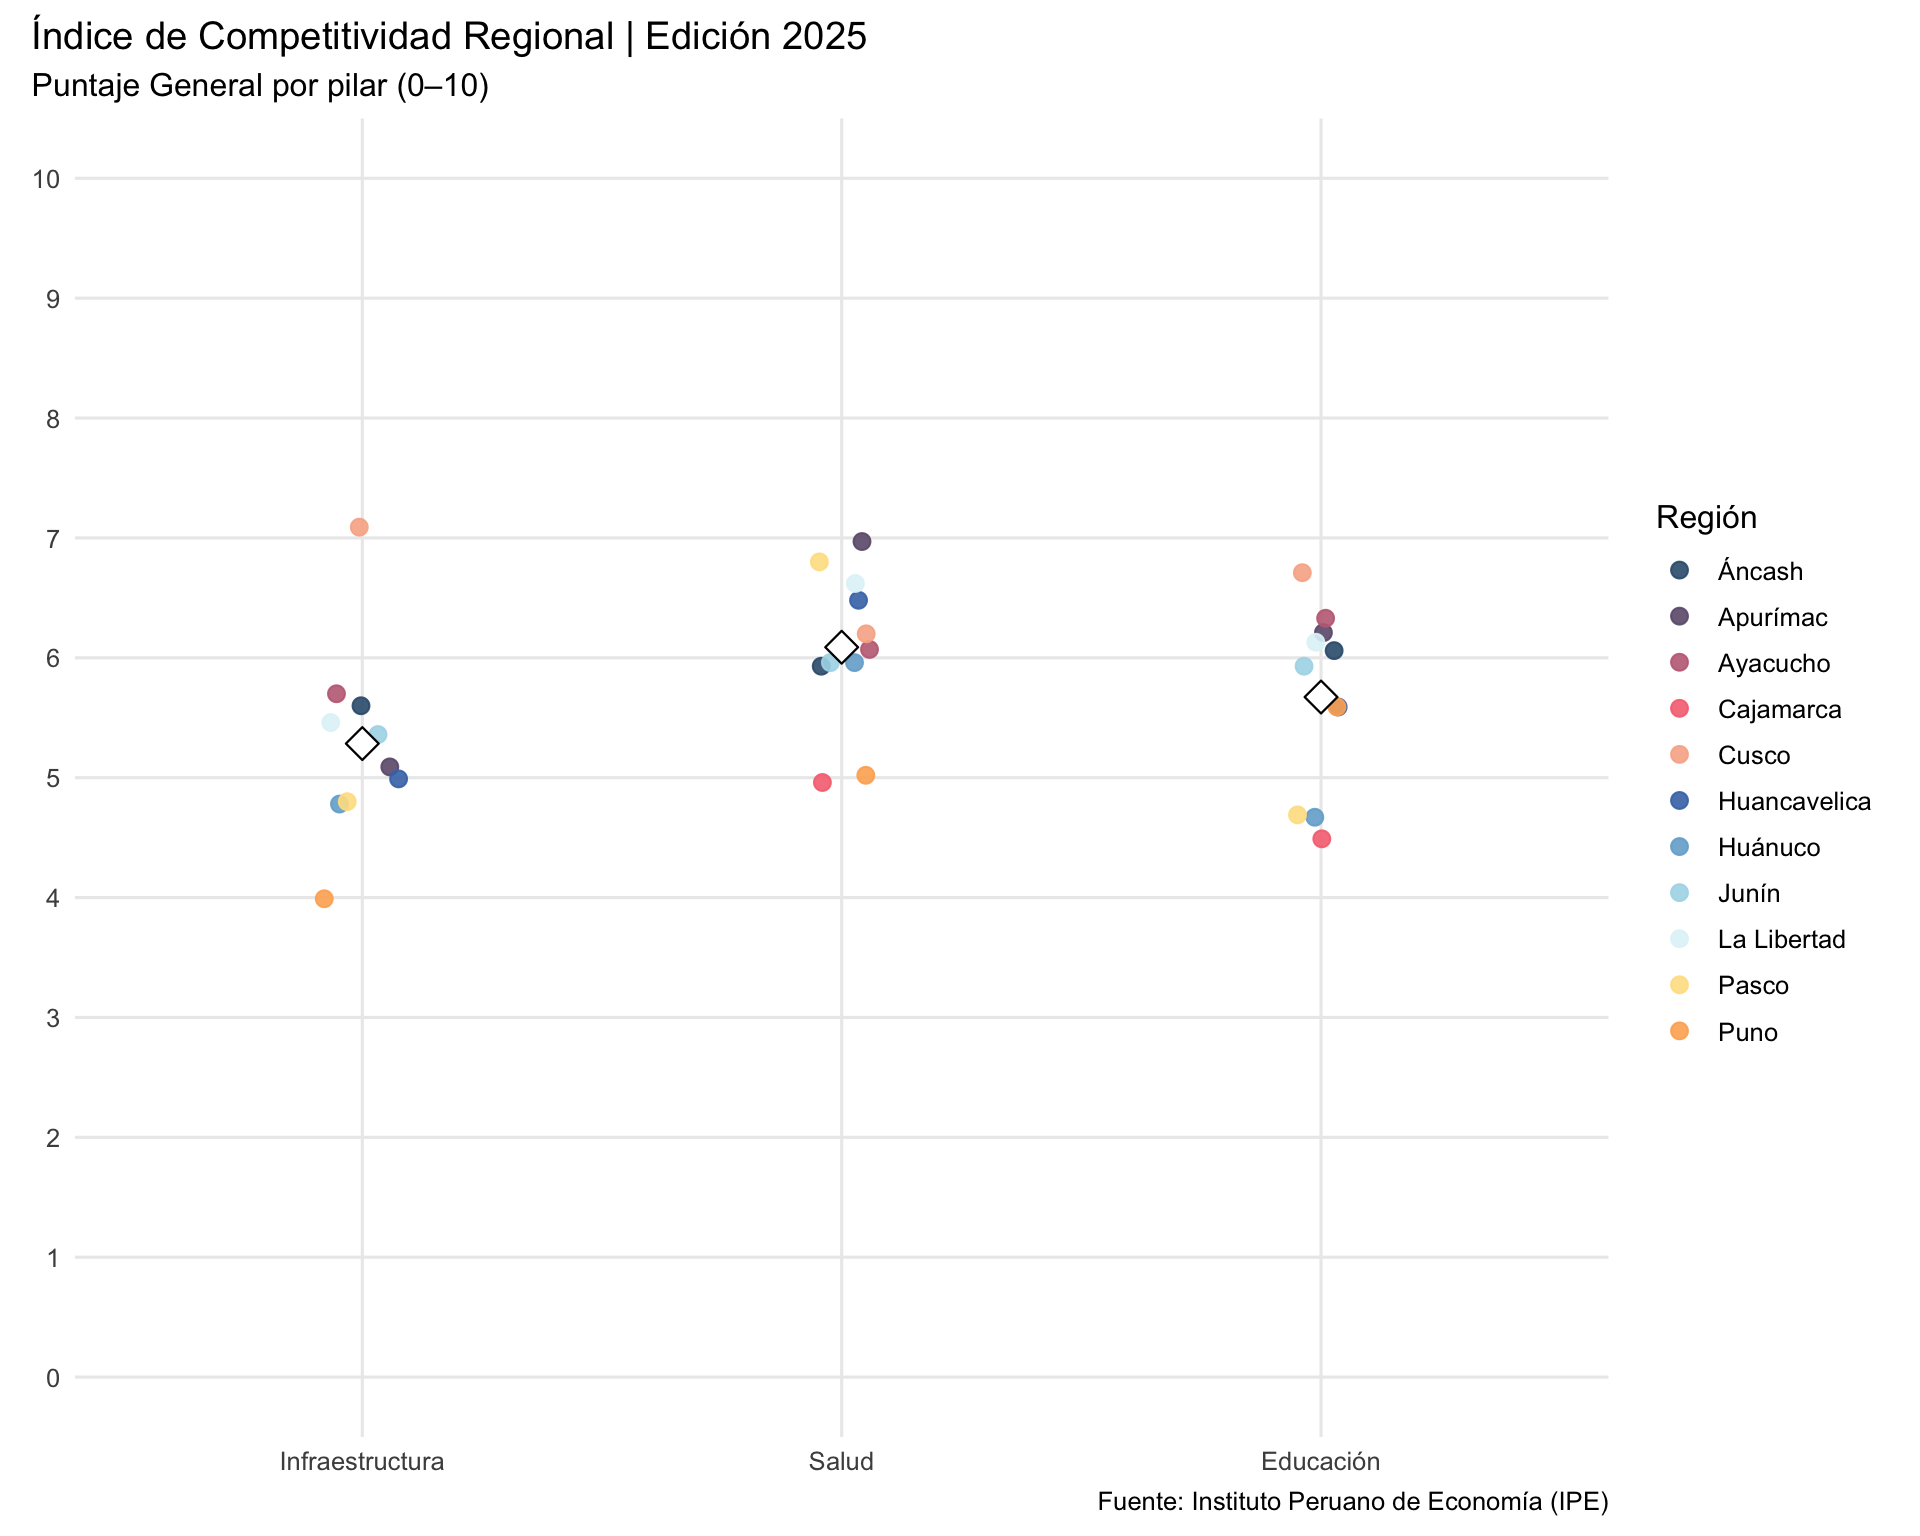 Índice de Competitividad Regional | Edición 2025
Puntaje General por pilar (0–10)
10
9
8
7
6
5
4
3
2
1
0
Infraestructura
Salud
Educación
Región
Áncash
Apurímac
Ayacucho
Cajamarca
Cusco
Huancavelica
Huánuco
Junín
La Libertad
Pasco
Puno
Fuente: Instituto Peruano de Economía (IPE)